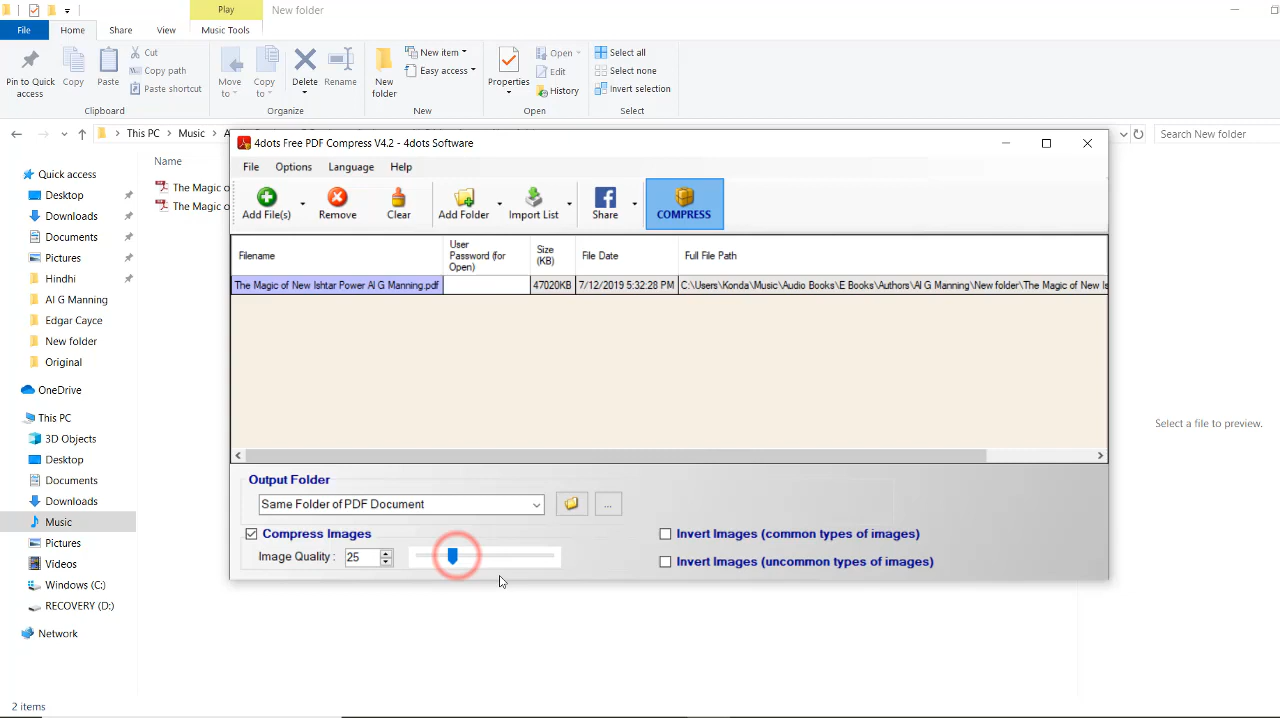 Play
New folder
File
Home
Share
View
Music Tools
Pin to Quick access
Copy
Paste
Cut
Copy path
Paste shortcut
Clipboard
Move to
Copy to
Delete
Rename
Organize
New folder
New item
Easy access
New
Properties
Open
Edit
History
Open
Select all
Select none
Invert selection
Select
This PC
Music
A
Search New folder
Quick access
Desktop
Downloads
Documents
Pictures
Hindhi
Al G Manning
Edgar Cayce
New folder
Original
OneDrive
This PC
3D Objects
Desktop
Documents
Downloads
Music
Pictures
Videos
Windows (C:)
RECOVERY (D:)
Network
2 items
Name
The Magic o
The Magic o
4dots Free PDF Compress V4.2 - 4dots Software
File
Options
Language
Help
Add File(s)
Remove
Clear
Add Folder
Import List
Share
COMPRESS
Filename
User Password (for Open)
Size (KB)
File Date
Full File Path
The Magic of New Ishtar Power Al G Manning.pdf
47020KB
7/12/2019 5:32:28 PM
C:\Users\Konda\Music\Audio Books\E Books\Authors\Al G Manning\New folder\The Magic of New Is
Output Folder
Same Folder of PDF Document
...
Compress Images
Image Quality :
25
Invert Images (common types of images)
Invert Images (uncommon types of images)
Select a file to preview.